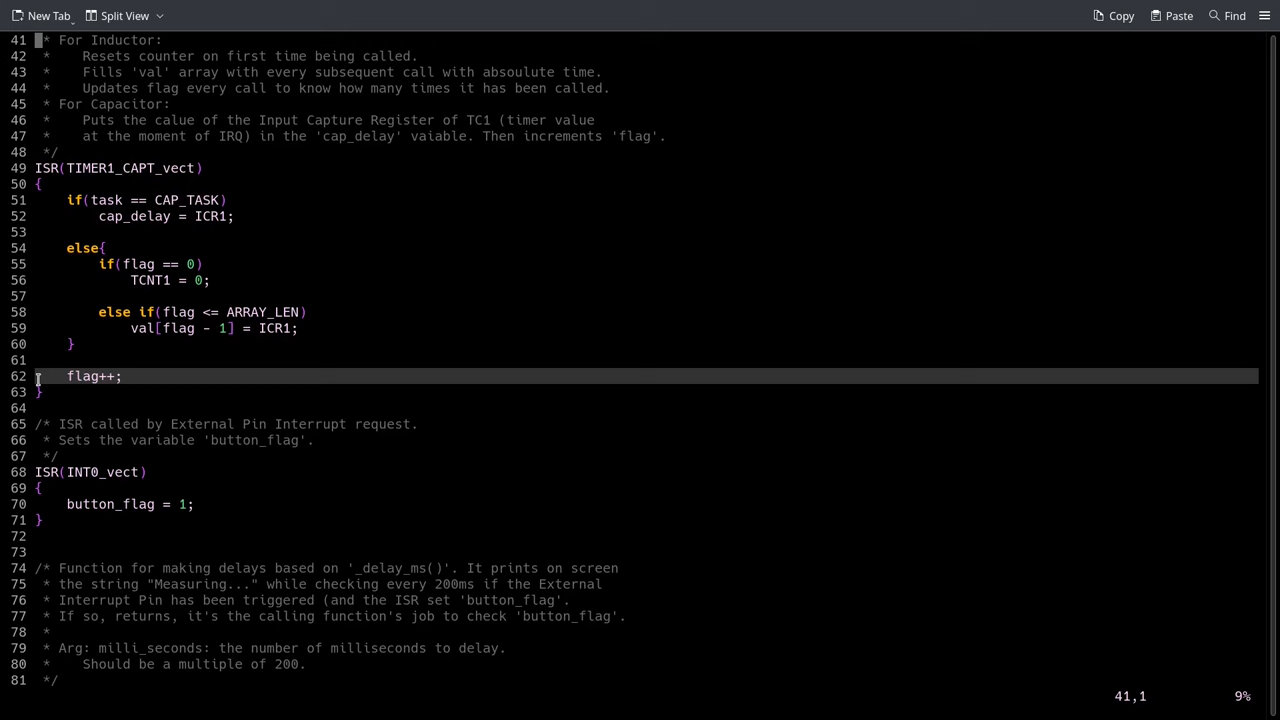 New Tab Split View Copy Paste Find
41 * For Inductor:
42 *    Resets counter on first time being called.
43 *    Fills 'val' array with every subsequent call with absoulute time.
44 *    Updates flag every call to know how many times it has been called.
45 * For Capacitor:
46 *    Puts the calue of the Input Capture Register of TC1 (timer value
47 *    at the moment of IRQ) in the 'cap_delay' vaiable. Then increments 'flag'.
48 */
49 ISR(TIMER1_CAPT_vect)
50 {
51     if(task == CAP_TASK)
52         cap_delay = ICR1;
53
54     else{
55         if(flag == 0)
56             TCNT1 = 0;
57
58         else if(flag <= ARRAY_LEN)
59             val[flag - 1] = ICR1;
60     }
61
62     flag++;
63 }
64
65 /* ISR called by External Pin Interrupt request.
66 * Sets the variable 'button_flag'.
67 */
68 ISR(INT0_vect)
69 {
70     button_flag = 1;
71 }
72
73
74 /* Function for making delays based on '_delay_ms()'. It prints on screen
75 * the string "Measuring..." while checking every 200ms if the External
76 * Interrupt Pin has been triggered (and the ISR set 'button_flag'.
77 * If so, returns, it's the calling function's job to check 'button_flag'.
78 *
79 * Arg: milli_seconds: the number of milliseconds to delay.
80 *    Should be a multiple of 200.
81 */
41,1 9%